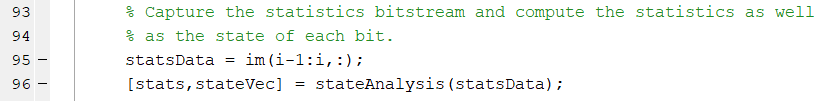 93 % Capture the statistics bitstream and compute the statistics as well
94 % as the state of each bit.
95 – statsData = im(i-1:i,:);
96 – [stats,stateVec] = stateAnalysis(statsData);